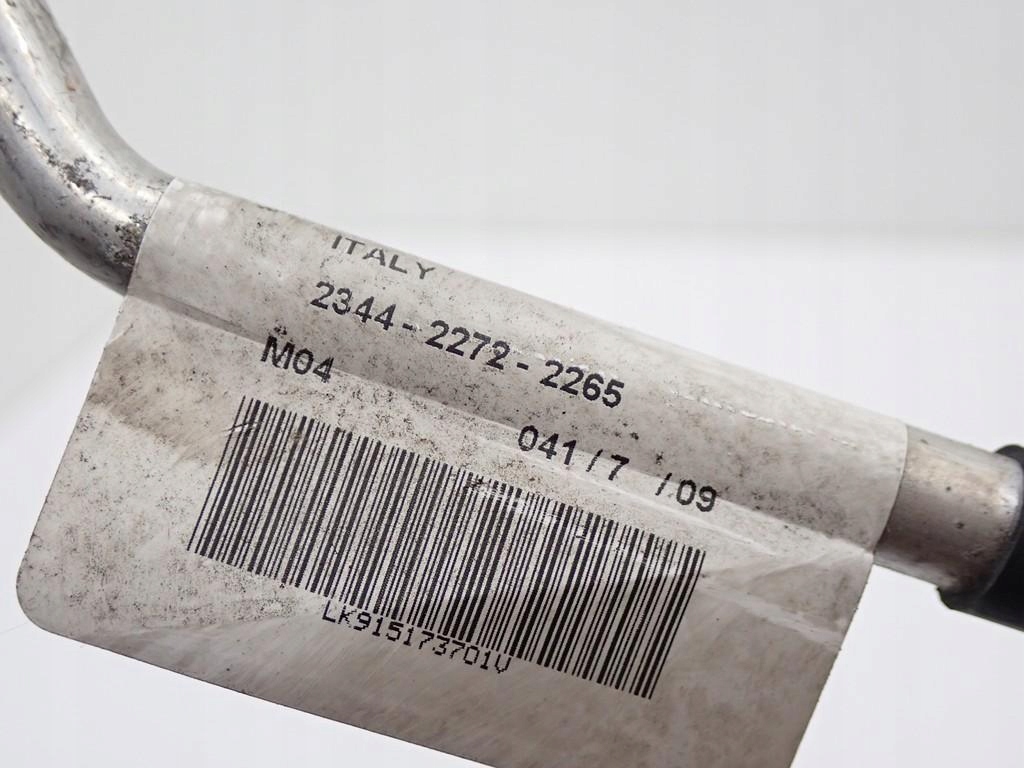 ITALY
2344-2272-2265
M04
041/7 /09
LK915173701V